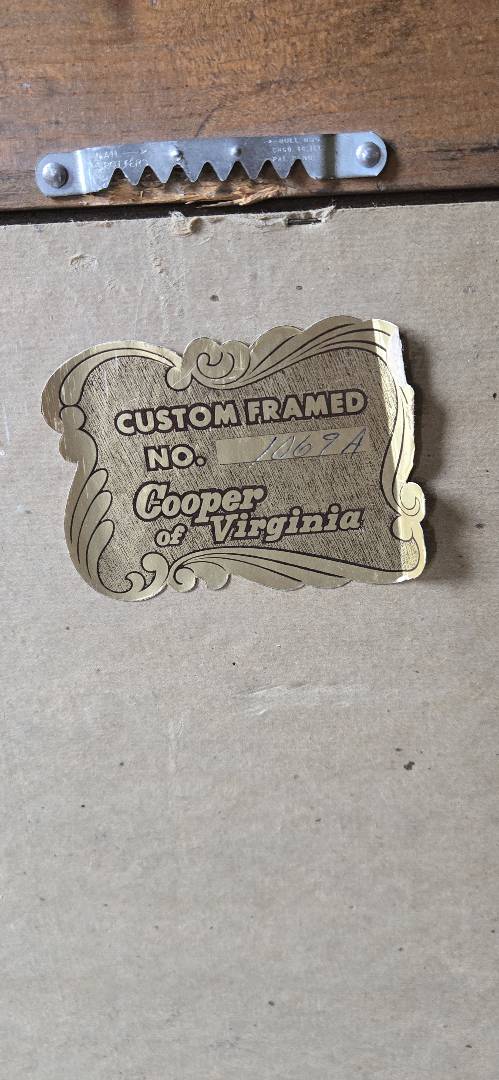 CUSTOM FRAMED
NO. 1069A
Cooper
of Virginia